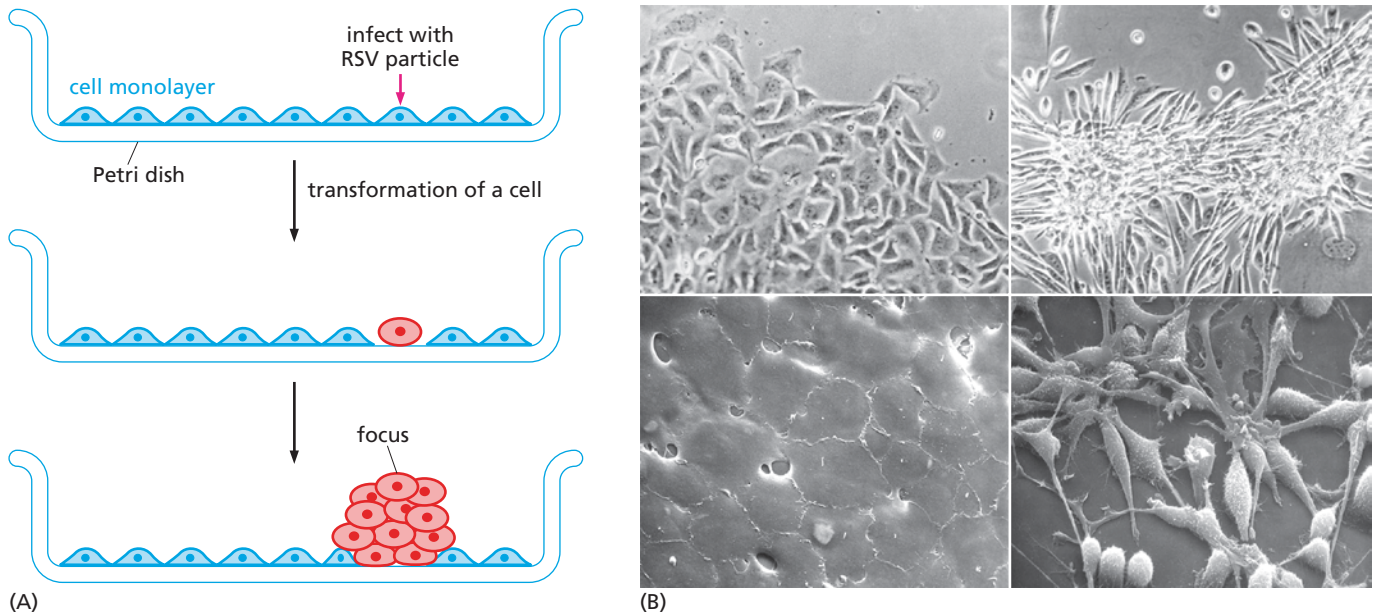 infect with
RSV particle
cell monolayer
Petri dish
transformation of a cell
focus
(A)
(B)